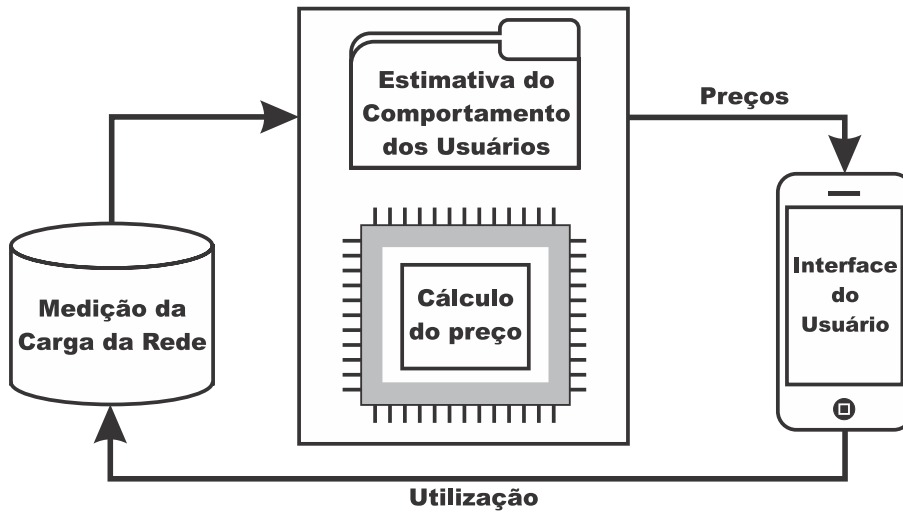 Estimativa do
Comportamento
dos Usuários
Preços
Medição da
Carga da Rede
Cálculo
do preço
Interface
do
Usuário
Utilização